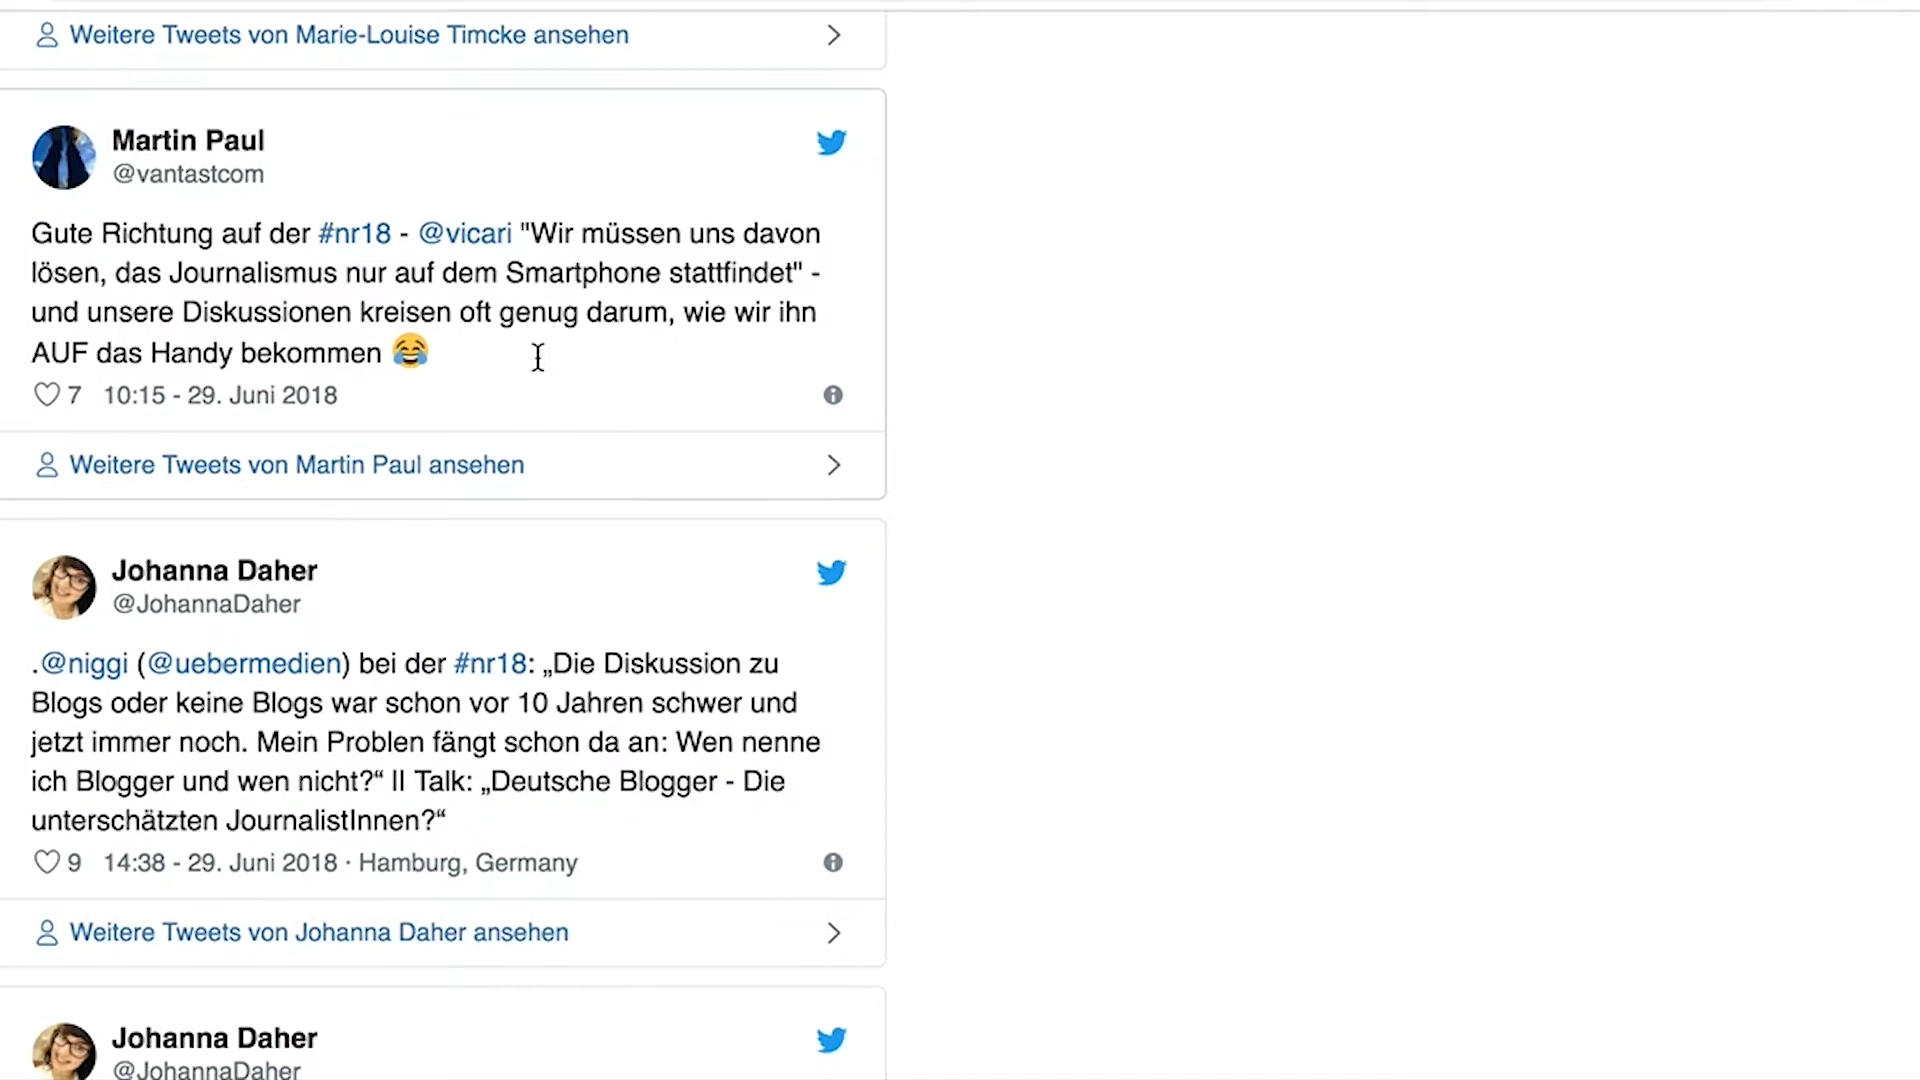 Weitere Tweets von Marie-Louise Timcke ansehen
Martin Paul
@vantastcom
Gute Richtung auf der #nr18 - @vicari "Wir müssen uns davon
lösen, das Journalismus nur auf dem Smartphone stattfindet" -
und unsere Diskussionen kreisen oft genug darum, wie wir ihn
AUF das Handy bekommen 😂
7 10:15 - 29. Juni 2018
Weitere Tweets von Martin Paul ansehen
Johanna Daher
@JohannaDaher
.@niggi (@uebermedien) bei der #nr18: „Die Diskussion zu
Blogs oder keine Blogs war schon vor 10 Jahren schwer und
jetzt immer noch. Mein Problen fängt schon da an: Wen nenne
ich Blogger und wen nicht?“ II Talk: „Deutsche Blogger - Die
unterschätzten JournalistInnen?“
9 14:38 - 29. Juni 2018 · Hamburg, Germany
Weitere Tweets von Johanna Daher ansehen
Johanna Daher
@JohannaDaher